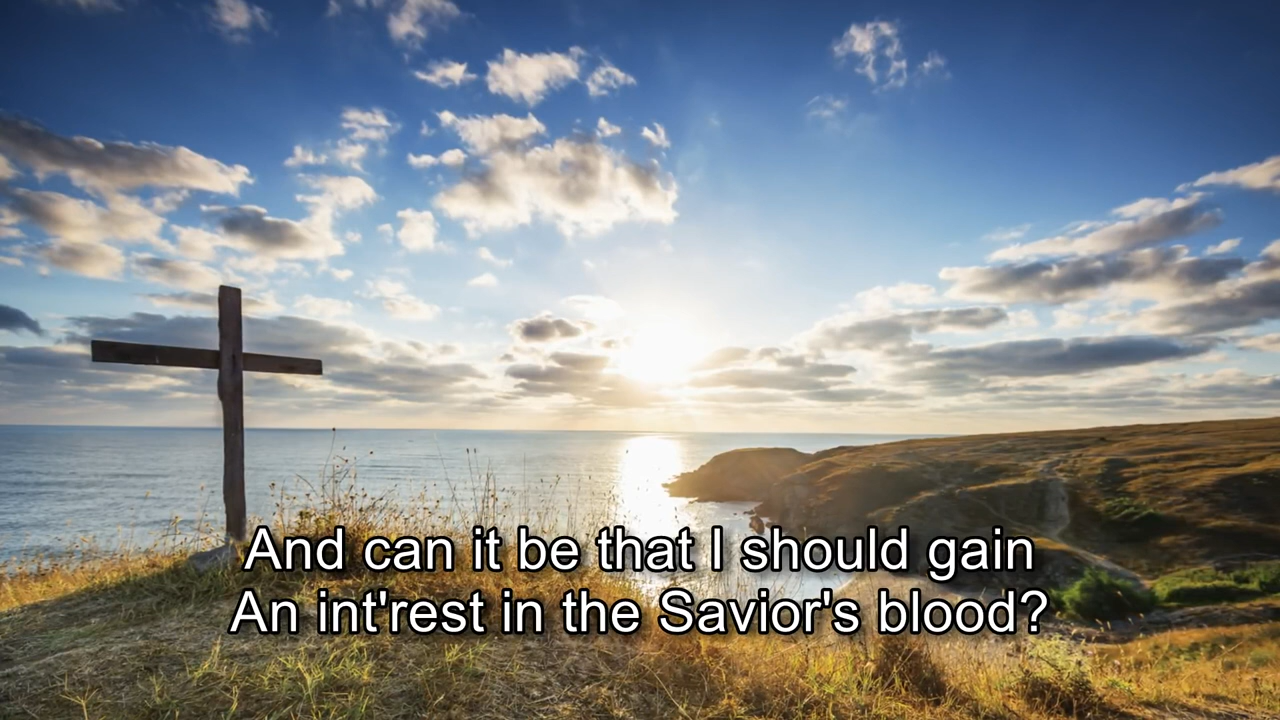 And can it be that I should gain
An int'rest in the Savior's blood?